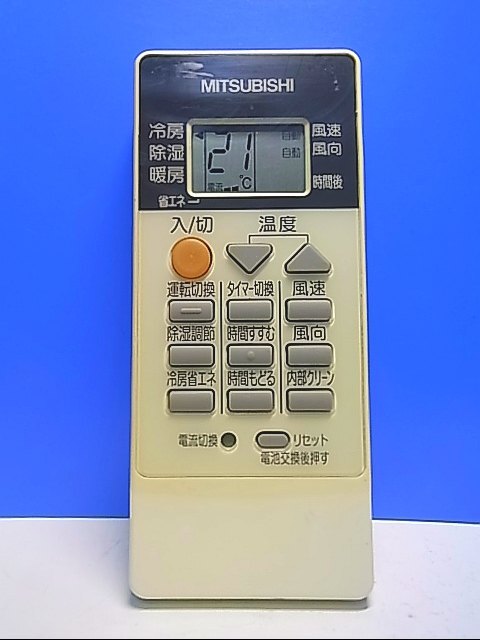 MITSUBISHI
冷房 自動 風速
除湿 21 ℃ 自動 風向
暖房 電流 時間後
省エネー
入/切 温度
運転切換 タイマー切換 風速
除湿調節 時間すすむ 風向
冷房省エネ 時間もどる 内部クリーン
電流切換 リセット
電池交換後押す